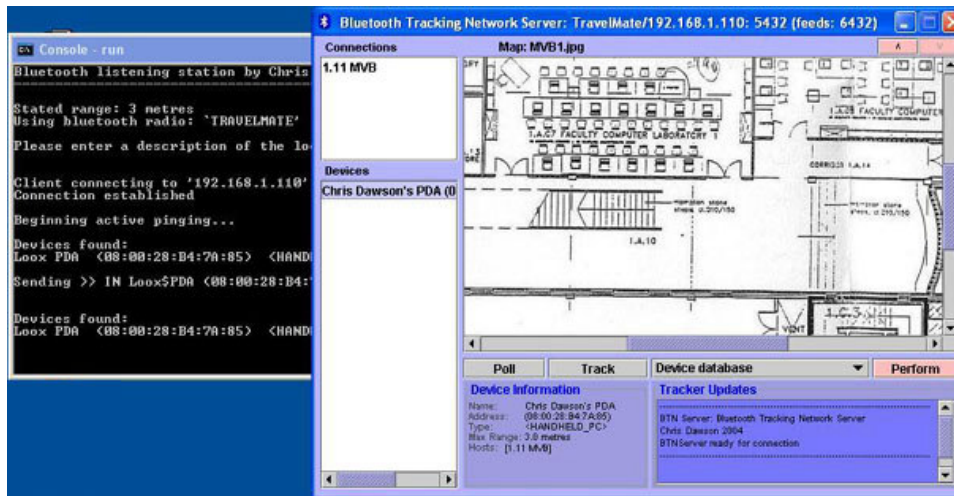 Console - run
Bluetooth listening station by Chris
Stated range: 3 metres
Using bluetooth radio: `TRAVELMATE'
Please enter a description of the lo
Client connecting to '192.168.1.110'
Connection established
Beginning active pinging...
Devices found:
Loox PDA <08:00:28:B4:7A:85> <HAND
Sending >> IN Loox$PDA <08:00:28:B4:
Devices found:
Loox PDA <08:00:28:B4:7A:85> <HAND
Bluetooth Tracking Network Server: TravelMate/192.168.1.110: 5432 (feeds: 6432)
Connections
1.11 MVB
Devices
Chris Dawson's PDA (0
Map: MVB1.jpg
1.A.C7 FACULTY COMPUTER LABORATORY 1
FACULTY COMPUTER
LABORATORY
CORRIDOR 1.A.14
1.A.10
VENT
1.C.3
Poll
Track
Device database
Perform
Device Information
Name: Chris Dawson's PDA
Address: (08:00:28:B4:7A:85)
Type: <HANDHELD_PC>
Max Range: 3.0 metres
Hosts: [1.11 MVB]
Tracker Updates
BTN Server: Bluetooth Tracking Network Server
Chris Dawson 2004
BTNServer ready for connection